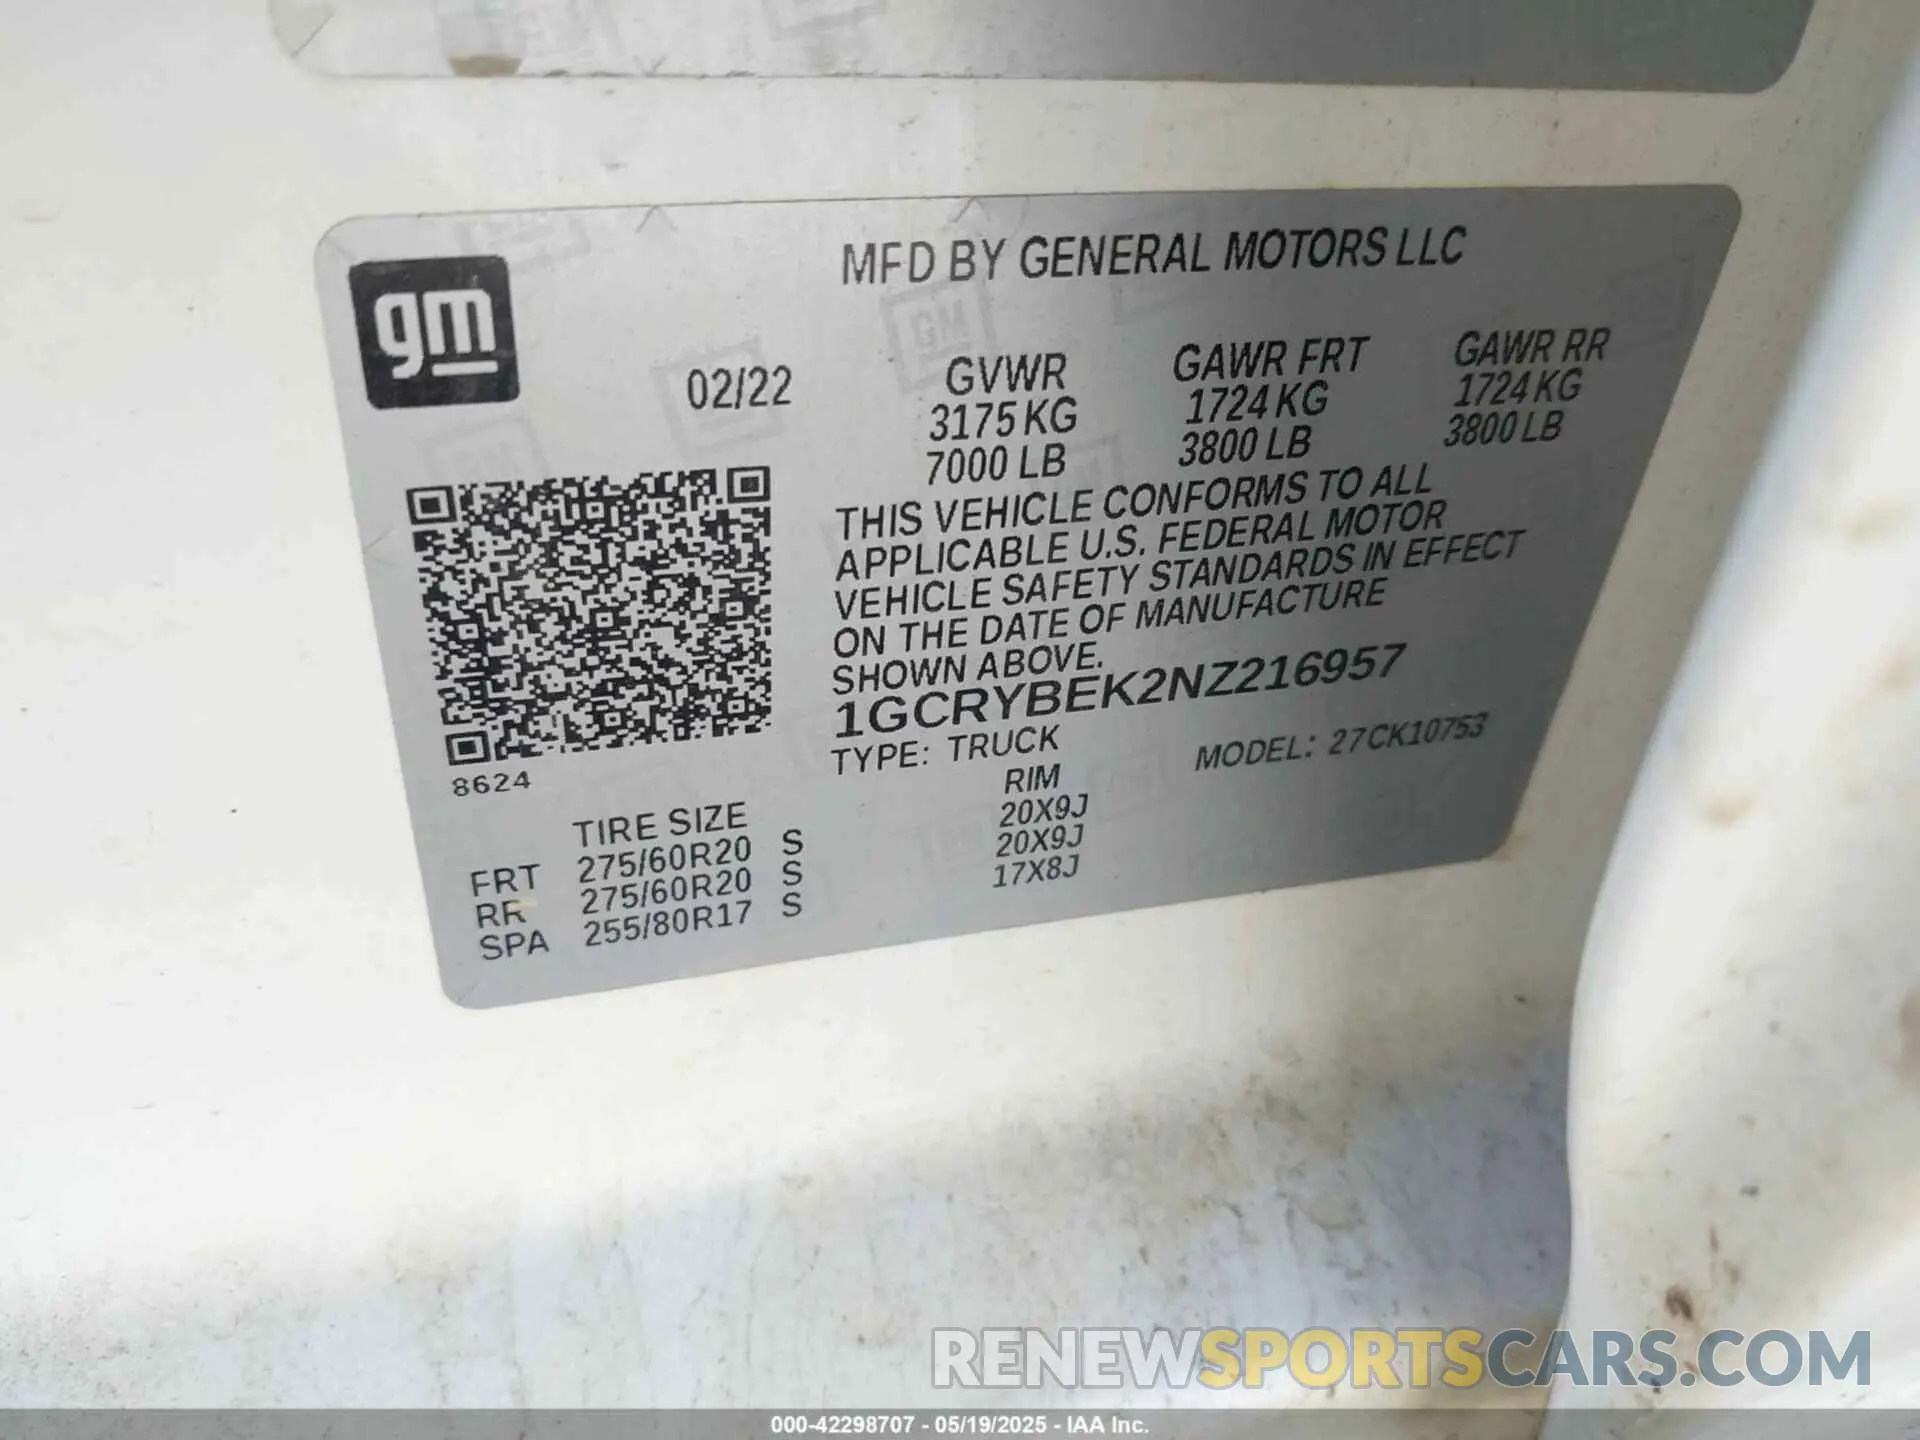 gm
MFD BY GENERAL MOTORS LLC
02/22
GVWR GAWR FRT GAWR RR
3175 KG 1724 KG 1724 KG
7000 LB 3800 LB 3800 LB
THIS VEHICLE CONFORMS TO ALL
APPLICABLE U.S. FEDERAL MOTOR
VEHICLE SAFETY STANDARDS IN EFFECT
ON THE DATE OF MANUFACTURE
SHOWN ABOVE.
1GCRYBEK2NZ216957
TYPE: TRUCK MODEL: 27CK10753
8624
TIRE SIZE RIM
FRT 275/60R20 S 20X9J
RR 275/60R20 S 20X9J
SPA 255/80R17 S 17X8J
RENEWSPORTSCARS.COM
000-42298707 - 05/19/2025 - IAA Inc.